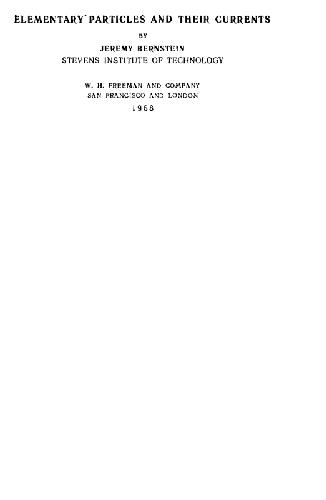 ELEMENTARY PARTICLES AND THEIR CURRENTS
BY
JEREMY BERNSTEIN
STEVENS INSTITUTE OF TECHNOLOGY
W. H. FREEMAN AND COMPANY
SAN FRANCISCO AND LONDON
1968